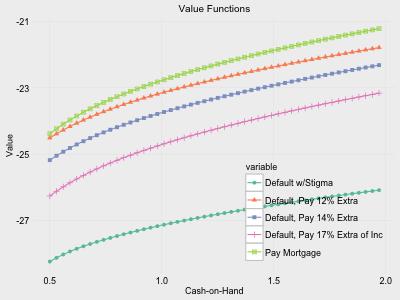 Value Functions
-21
-23
-25
-27
Value
variable
Default w/Stigma
Default, Pay 12% Extra
Default, Pay 14% Extra
Default, Pay 17% Extra of Inc
Pay Mortgage
0.5 1.0 1.5 2.0
Cash-on-Hand